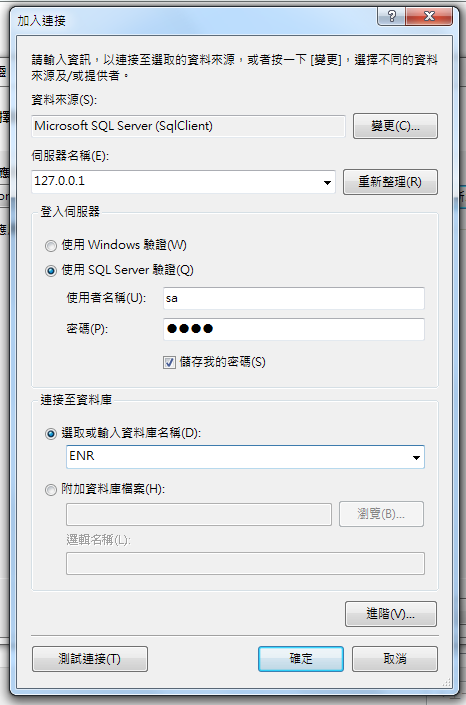 加入連接
請輸入資訊，以連接至選取的資料來源，或者按一下 [變更]，選擇不同的資料
來源及/或提供者。
資料來源(S):
Microsoft SQL Server (SqlClient)
變更(C)...
伺服器名稱(E):
127.0.0.1
重新整理(R)
登入伺服器
使用 Windows 驗證(W)
使用 SQL Server 驗證(Q)
使用者名稱(U):
sa
密碼(P):
●●●●
儲存我的密碼(S)
連接至資料庫
選取或輸入資料庫名稱(D):
ENR
附加資料庫檔案(H):
瀏覽(B)...
邏輯名稱(L):
進階(V)...
測試連接(T)
確定
取消